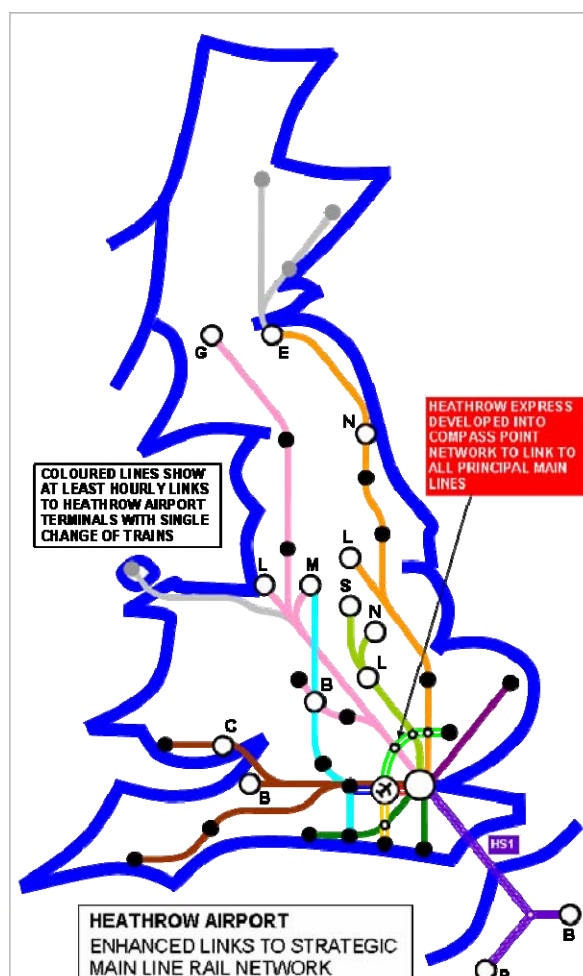 G
E
N
HEATHROW EXPRESS
DEVELOPED INTO
COMPASS POINT
NETWORK TO LINK TO
ALL PRINCIPAL MAIN
LINES
COLOURED LINES SHOW
AT LEAST HOURLY LINKS
TO HEATHROW AIRPORT
TERMINALS WITH SINGLE
CHANGE OF TRAINS
L
M
L
S
N
L
B
C
B
HS1
B
B
HEATHROW AIRPORT
ENHANCED LINKS TO STRATEGIC
MAIN LINE RAIL NETWORK